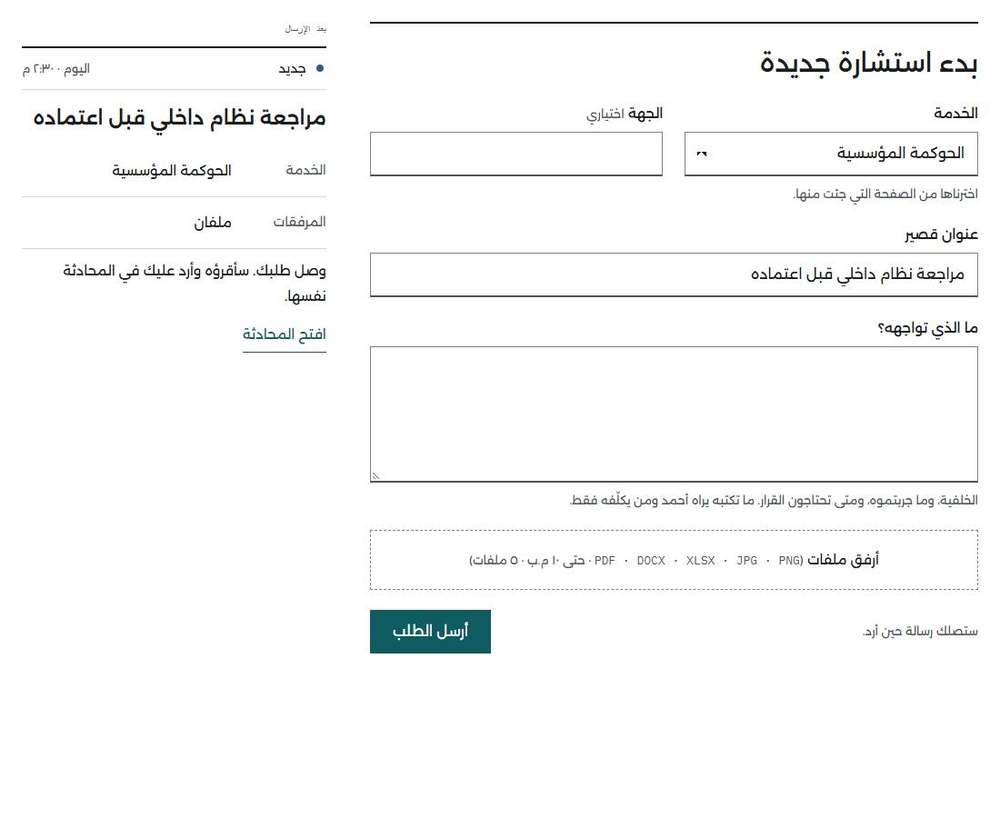 بدء استشارة جديدة
الخدمة
الحوكمة المؤسسية
اخترناها من الصفحة التي جئت منها.
الجهة اختياري
عنوان قصير
مراجعة نظام داخلي قبل اعتماده
ما الذي تواجهه؟
الخلفية، وما جربتموه، ومتى تحتاجون القرار. ما تكتبه يراه أحمد ومن يكلّفه فقط.
أرفق ملفات (PDF · DOCX · XLSX · JPG · PNG · حتى ١٠ م.ب · ٥ ملفات)
ستصلك رسالة حين أرد.
أرسل الطلب
بعد الإرسال
جديد
اليوم ٢:٣٠٠ م
مراجعة نظام داخلي قبل اعتماده
الخدمة
الحوكمة المؤسسية
المرفقات
ملفان
وصل طلبك. سأقرؤه وأرد عليك في المحادثة
نفسها.
افتح المحادثة